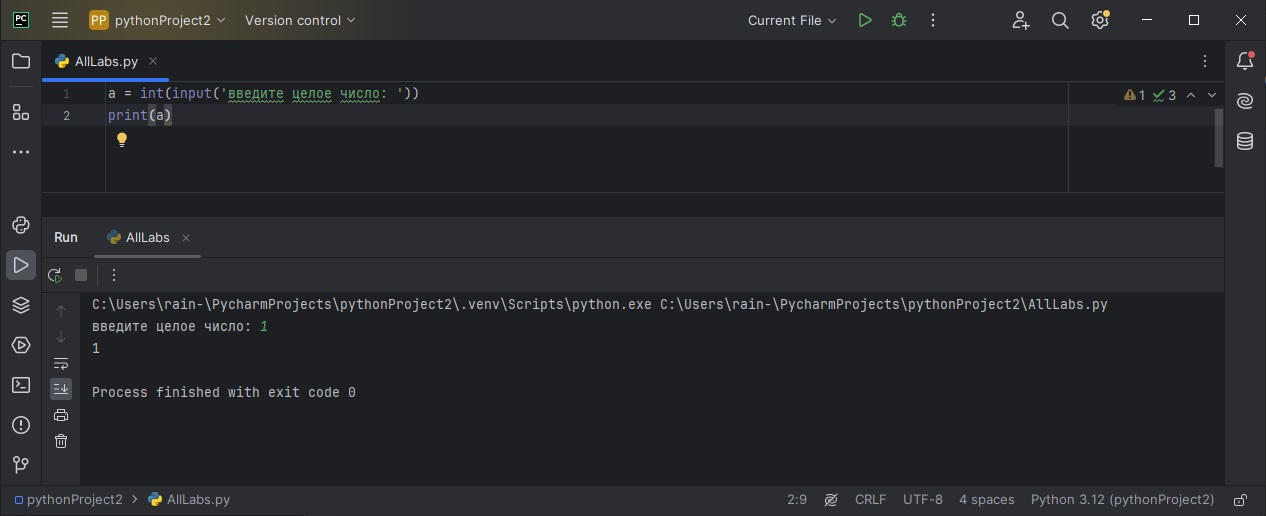 PC PP pythonProject2 Version control Current File
AllLabs.py
1 a = int(input('введите целое число: ')) 1 3
2 print(a)
Run AllLabs
C:\Users\rain-\PycharmProjects\pythonProject2\.venv\Scripts\python.exe C:\Users\rain-\PycharmProjects\pythonProject2\AllLabs.py
введите целое число: 1
1
Process finished with exit code 0
pythonProject2 > AllLabs.py 2:9 CRLF UTF-8 4 spaces Python 3.12 (pythonProject2)